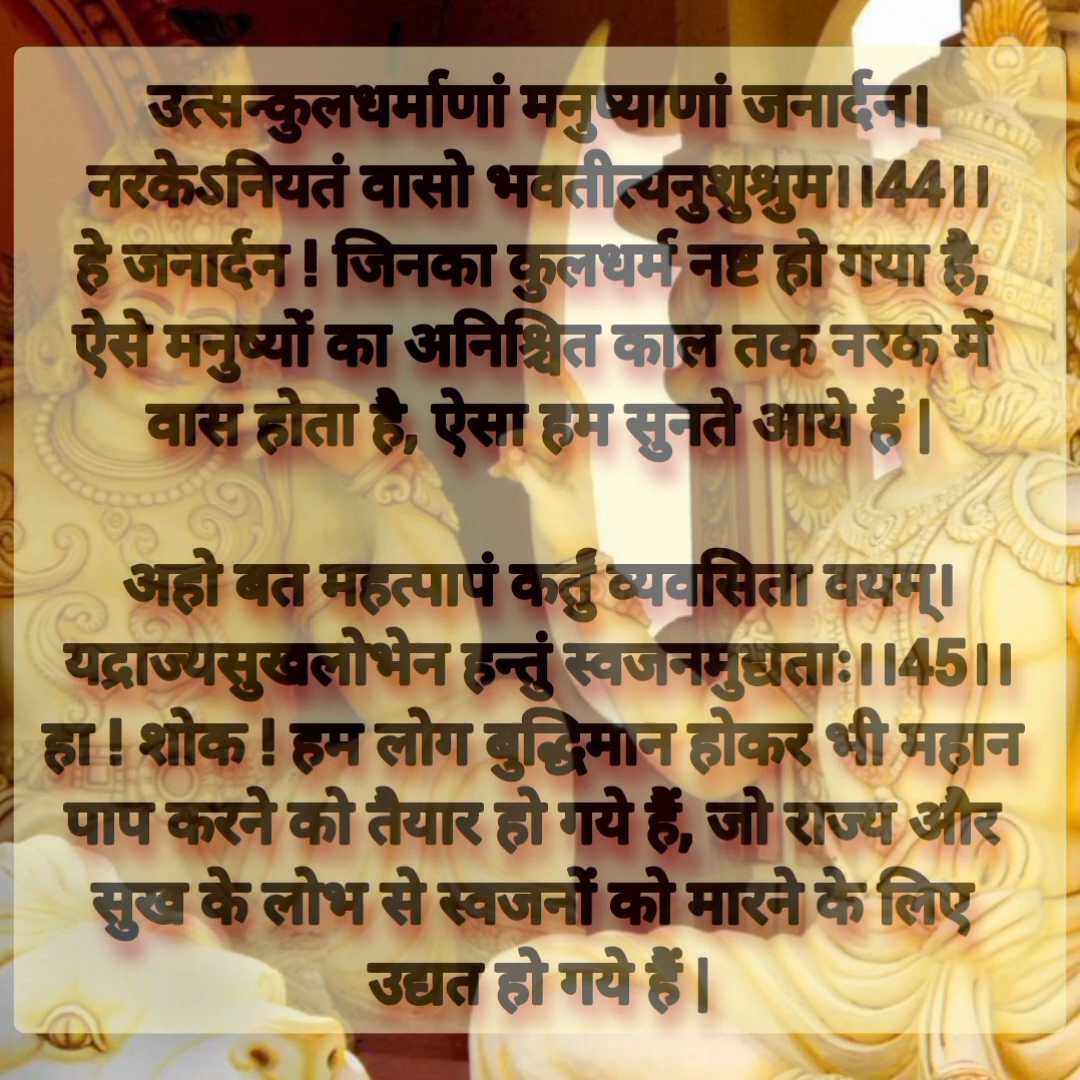 उत्सन्कुलधर्माणां मनुष्याणां जनार्दन।
नरकेऽनियतं वासो भवतीत्यनुशुश्रुम।।44।।
हे जनार्दन ! जिनका कुलधर्म नष्ट हो गया है,
ऐसे मनुष्यों का अनिश्चित काल तक नरक में
वास होता है, ऐसा हम सुनते आये हैं |
अहो बत महत्पापं कर्तुं व्यवसिता वयम्।
यद्राज्यसुखलोभेन हन्तुं स्वजनमुद्यताः।।45।।
हा ! शोक ! हम लोग बुद्धिमान होकर भी महान
पाप करने को तैयार हो गये हैं, जो राज्य और
सुख के लोभ से स्वजनों को मारने के लिए
उद्यत हो गये हैं |